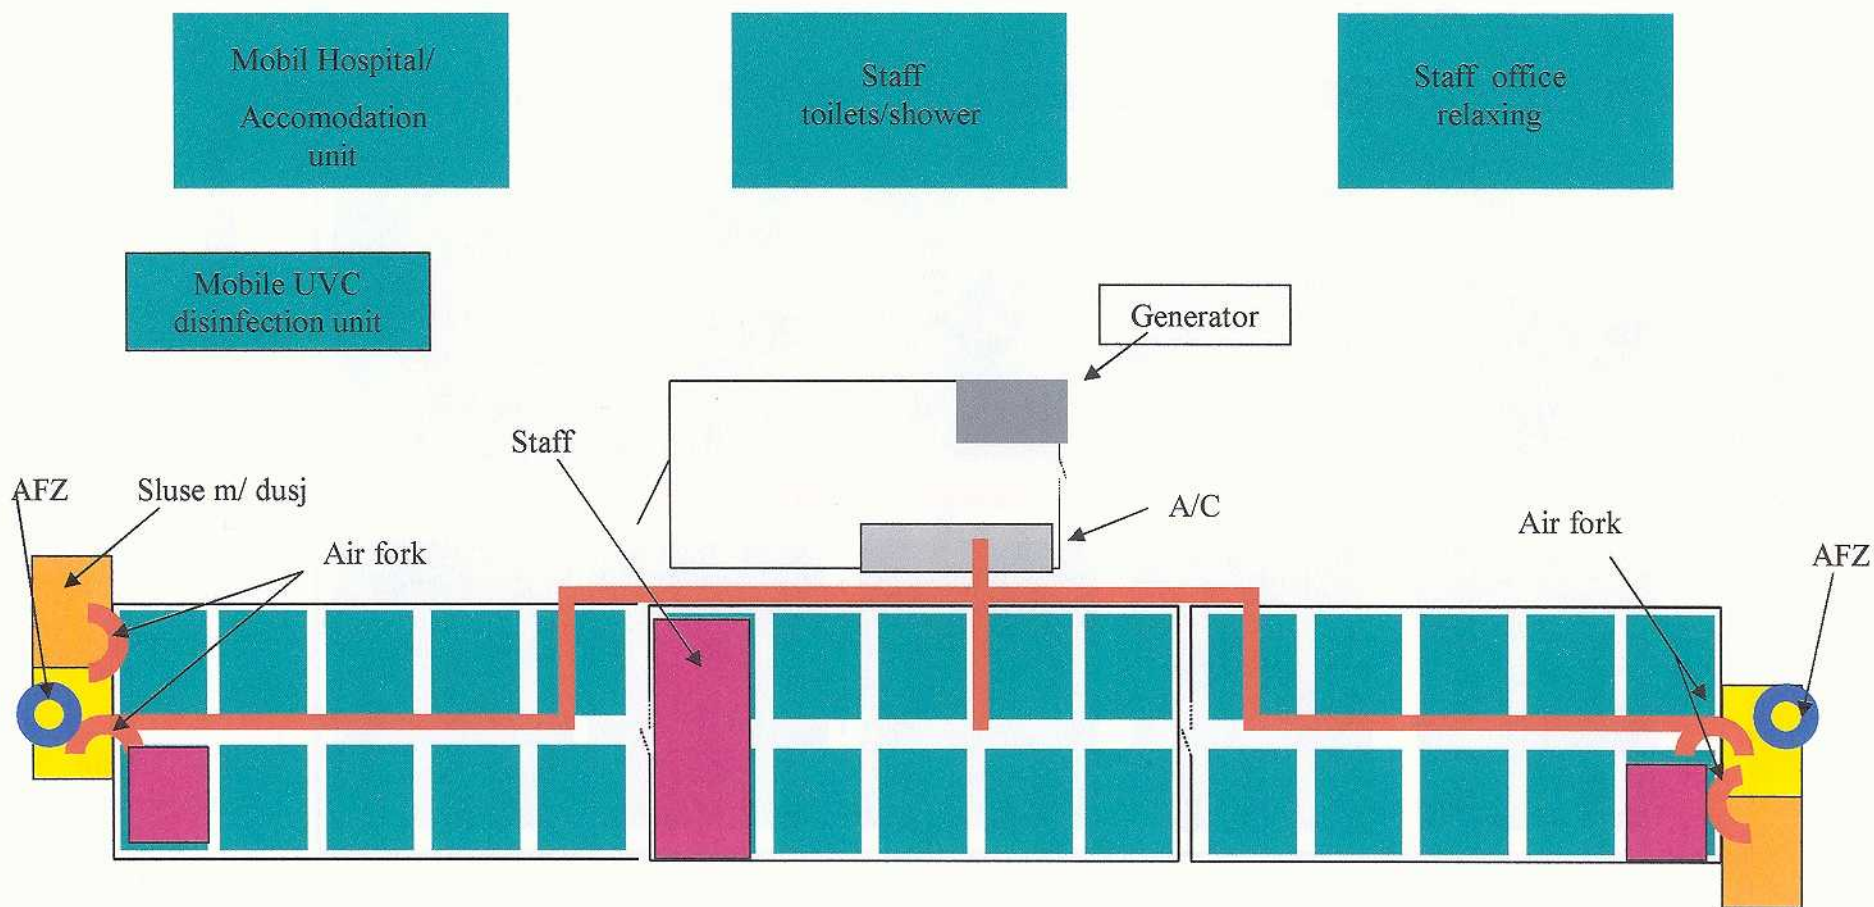 Mobil Hospital/
Accomodation
unit
Staff
toilets/shower
Staff office
relaxing
Mobile UVC
disinfection unit
Generator
Staff
AFZ
Sluse m/ dusj
Air fork
A/C
Air fork
AFZ